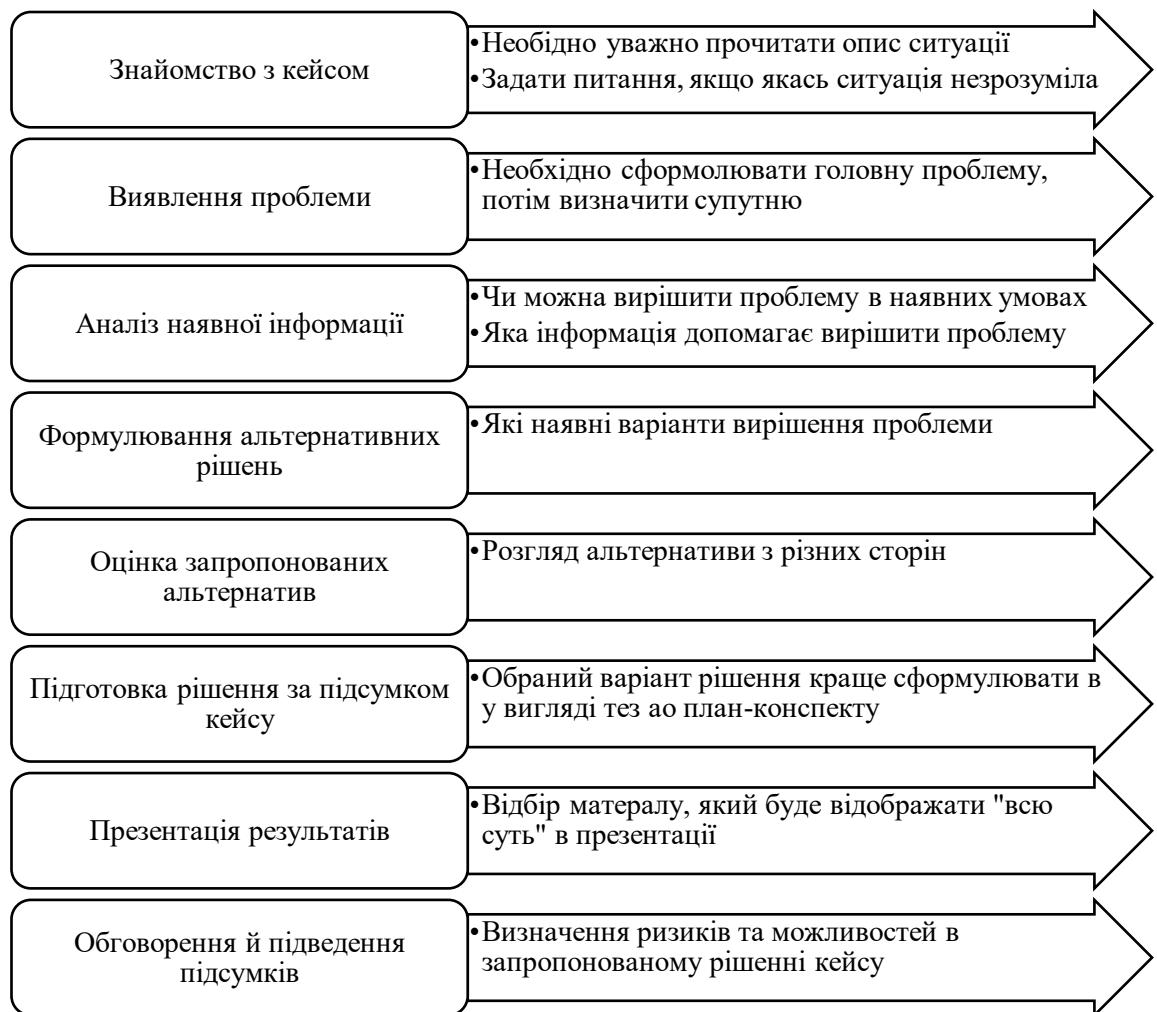 Знайомство з кейсом
•Необідно уважно прочитати опис ситуації
•Задати питання, якщо якась ситуація незрозуміла
Виявлення проблеми
•Необхідно сформолювати головну проблему,
потім визначити супутню
Аналіз наявної інформації
•Чи можна вирішити проблему в наявних умовах
•Яка інформація допомагає вирішити проблему
Формулювання альтернативних
рішень
•Які наявні варіанти вирішення проблеми
Оцінка запропонованих
альтернатив
•Розгляд альтернативи з різних сторін
Підготовка рішення за підсумком
кейсу
•Обраний варіант рішення краще сформулювати в
у вигляді тез ао план-конспекту
Презентація результатів
•Відбір матералу, який буде відображати "всю
суть" в презентації
Обговорення й підведення
підсумків
•Визначення ризиків та можливостей в
запропонованому рішенні кейсу